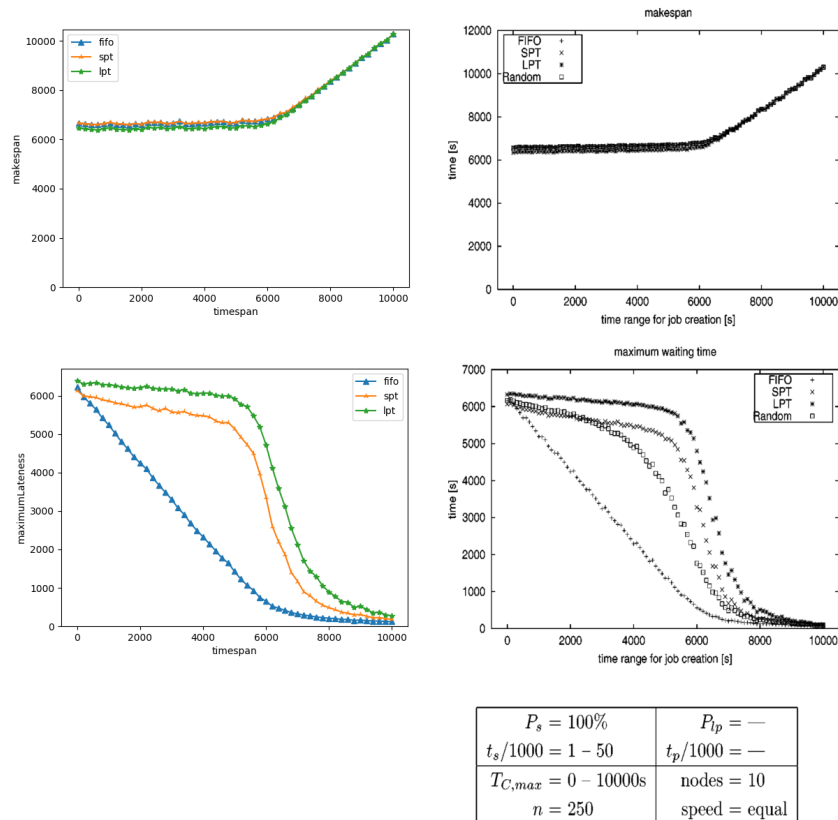 makespan
10000
8000
6000
4000
2000
0
fifo
spt
lpt
0 2000 4000 6000 8000 10000
timespan
makespan
makespan
12000
10000
8000
6000
4000
2000
0
time [s]
FIFO
SPT
LPT
Random
0 2000 4000 6000 8000 10000
time range for job creation [s]
6000
5000
4000
3000
2000
1000
0
maximumLateness
fifo
spt
lpt
0 2000 4000 6000 8000 10000
timespan
maximum waiting time
7000
6000
5000
4000
3000
2000
1000
0
time [s]
FIFO
SPT
LPT
Random
0 2000 4000 6000 8000 10000
time range for job creation [s]
P_s = 100% P_lp = —
t_s/1000 = 1 – 50 t_p/1000 = —
T_C,max = 0 – 10000s nodes = 10
n = 250 speed = equal